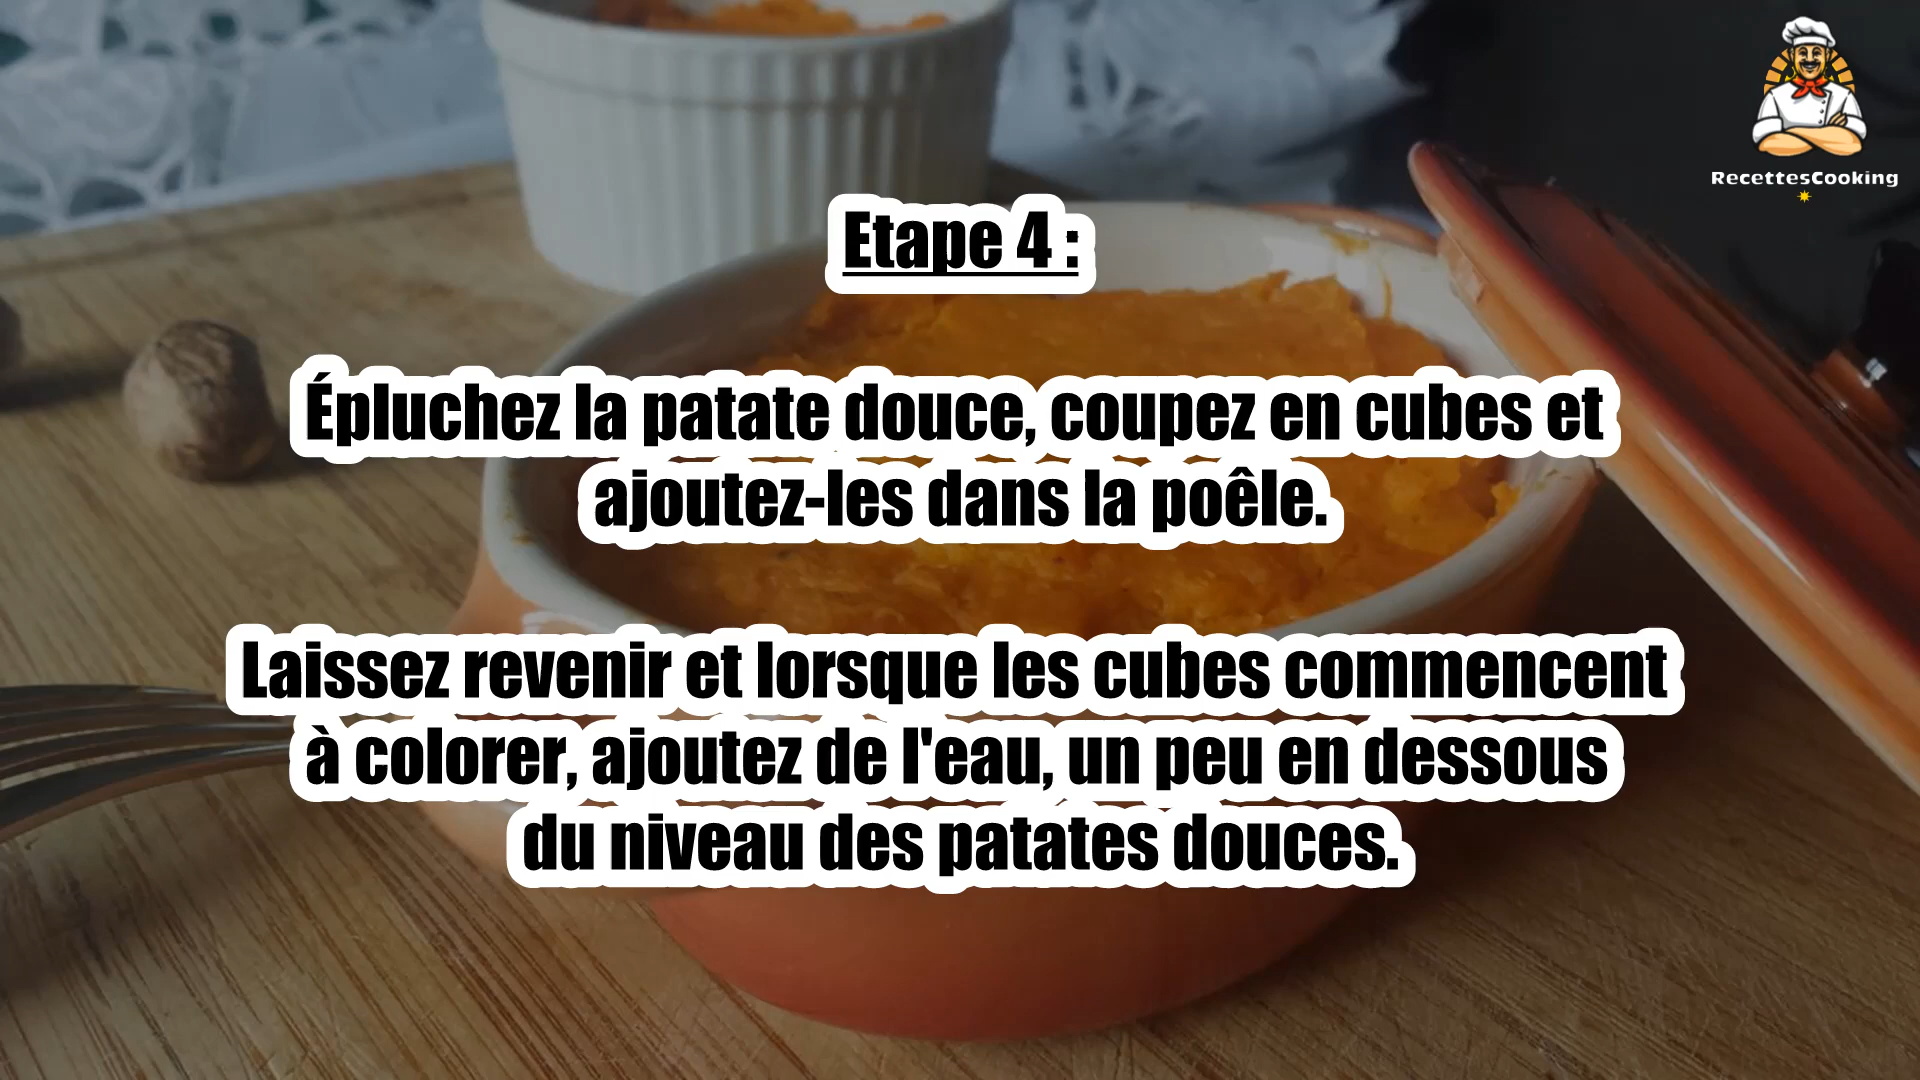 RecettesCooking
Etape 4 :
Épluchez la patate douce, coupez en cubes et
ajoutez-les dans la poêle.
Laissez revenir et lorsque les cubes commencent
à colorer, ajoutez de l'eau, un peu en dessous
du niveau des patates douces.